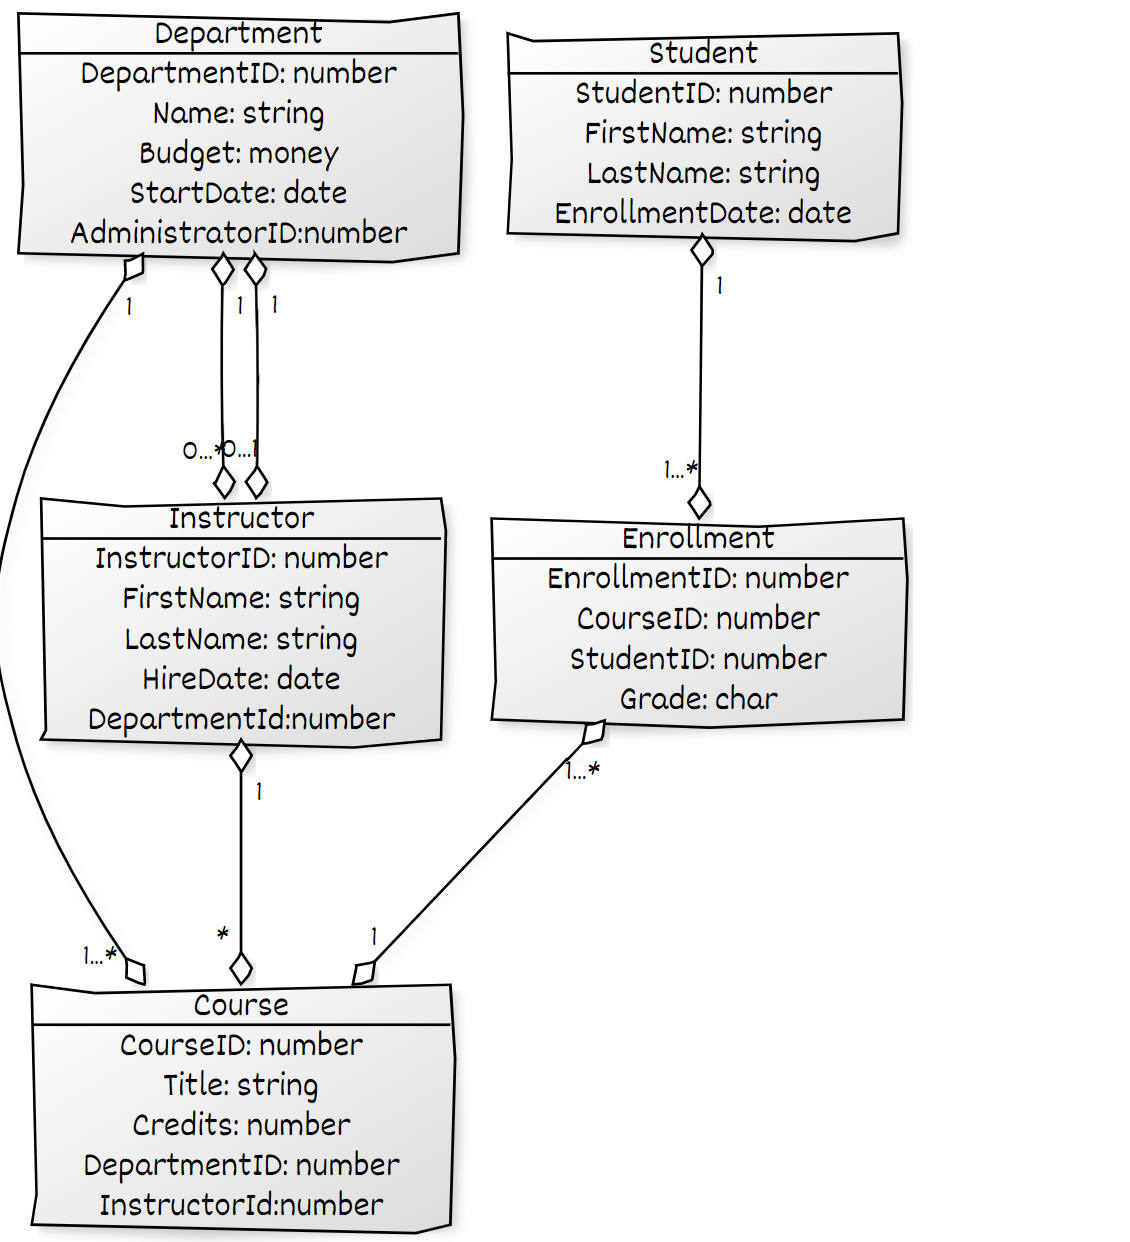 Department
DepartmentID: number
Name: string
Budget: money
StartDate: date
AdministratorID:number
Student
StudentID: number
FirstName: string
LastName: string
EnrollmentDate: date
1
1
1
1
0...*
0...1
1...*
Instructor
InstructorID: number
FirstName: string
LastName: string
HireDate: date
DepartmentId:number
Enrollment
EnrollmentID: number
CourseID: number
StudentID: number
Grade: char
1
1...*
*
1
1...*
Course
CourseID: number
Title: string
Credits: number
DepartmentID: number
InstructorId:number